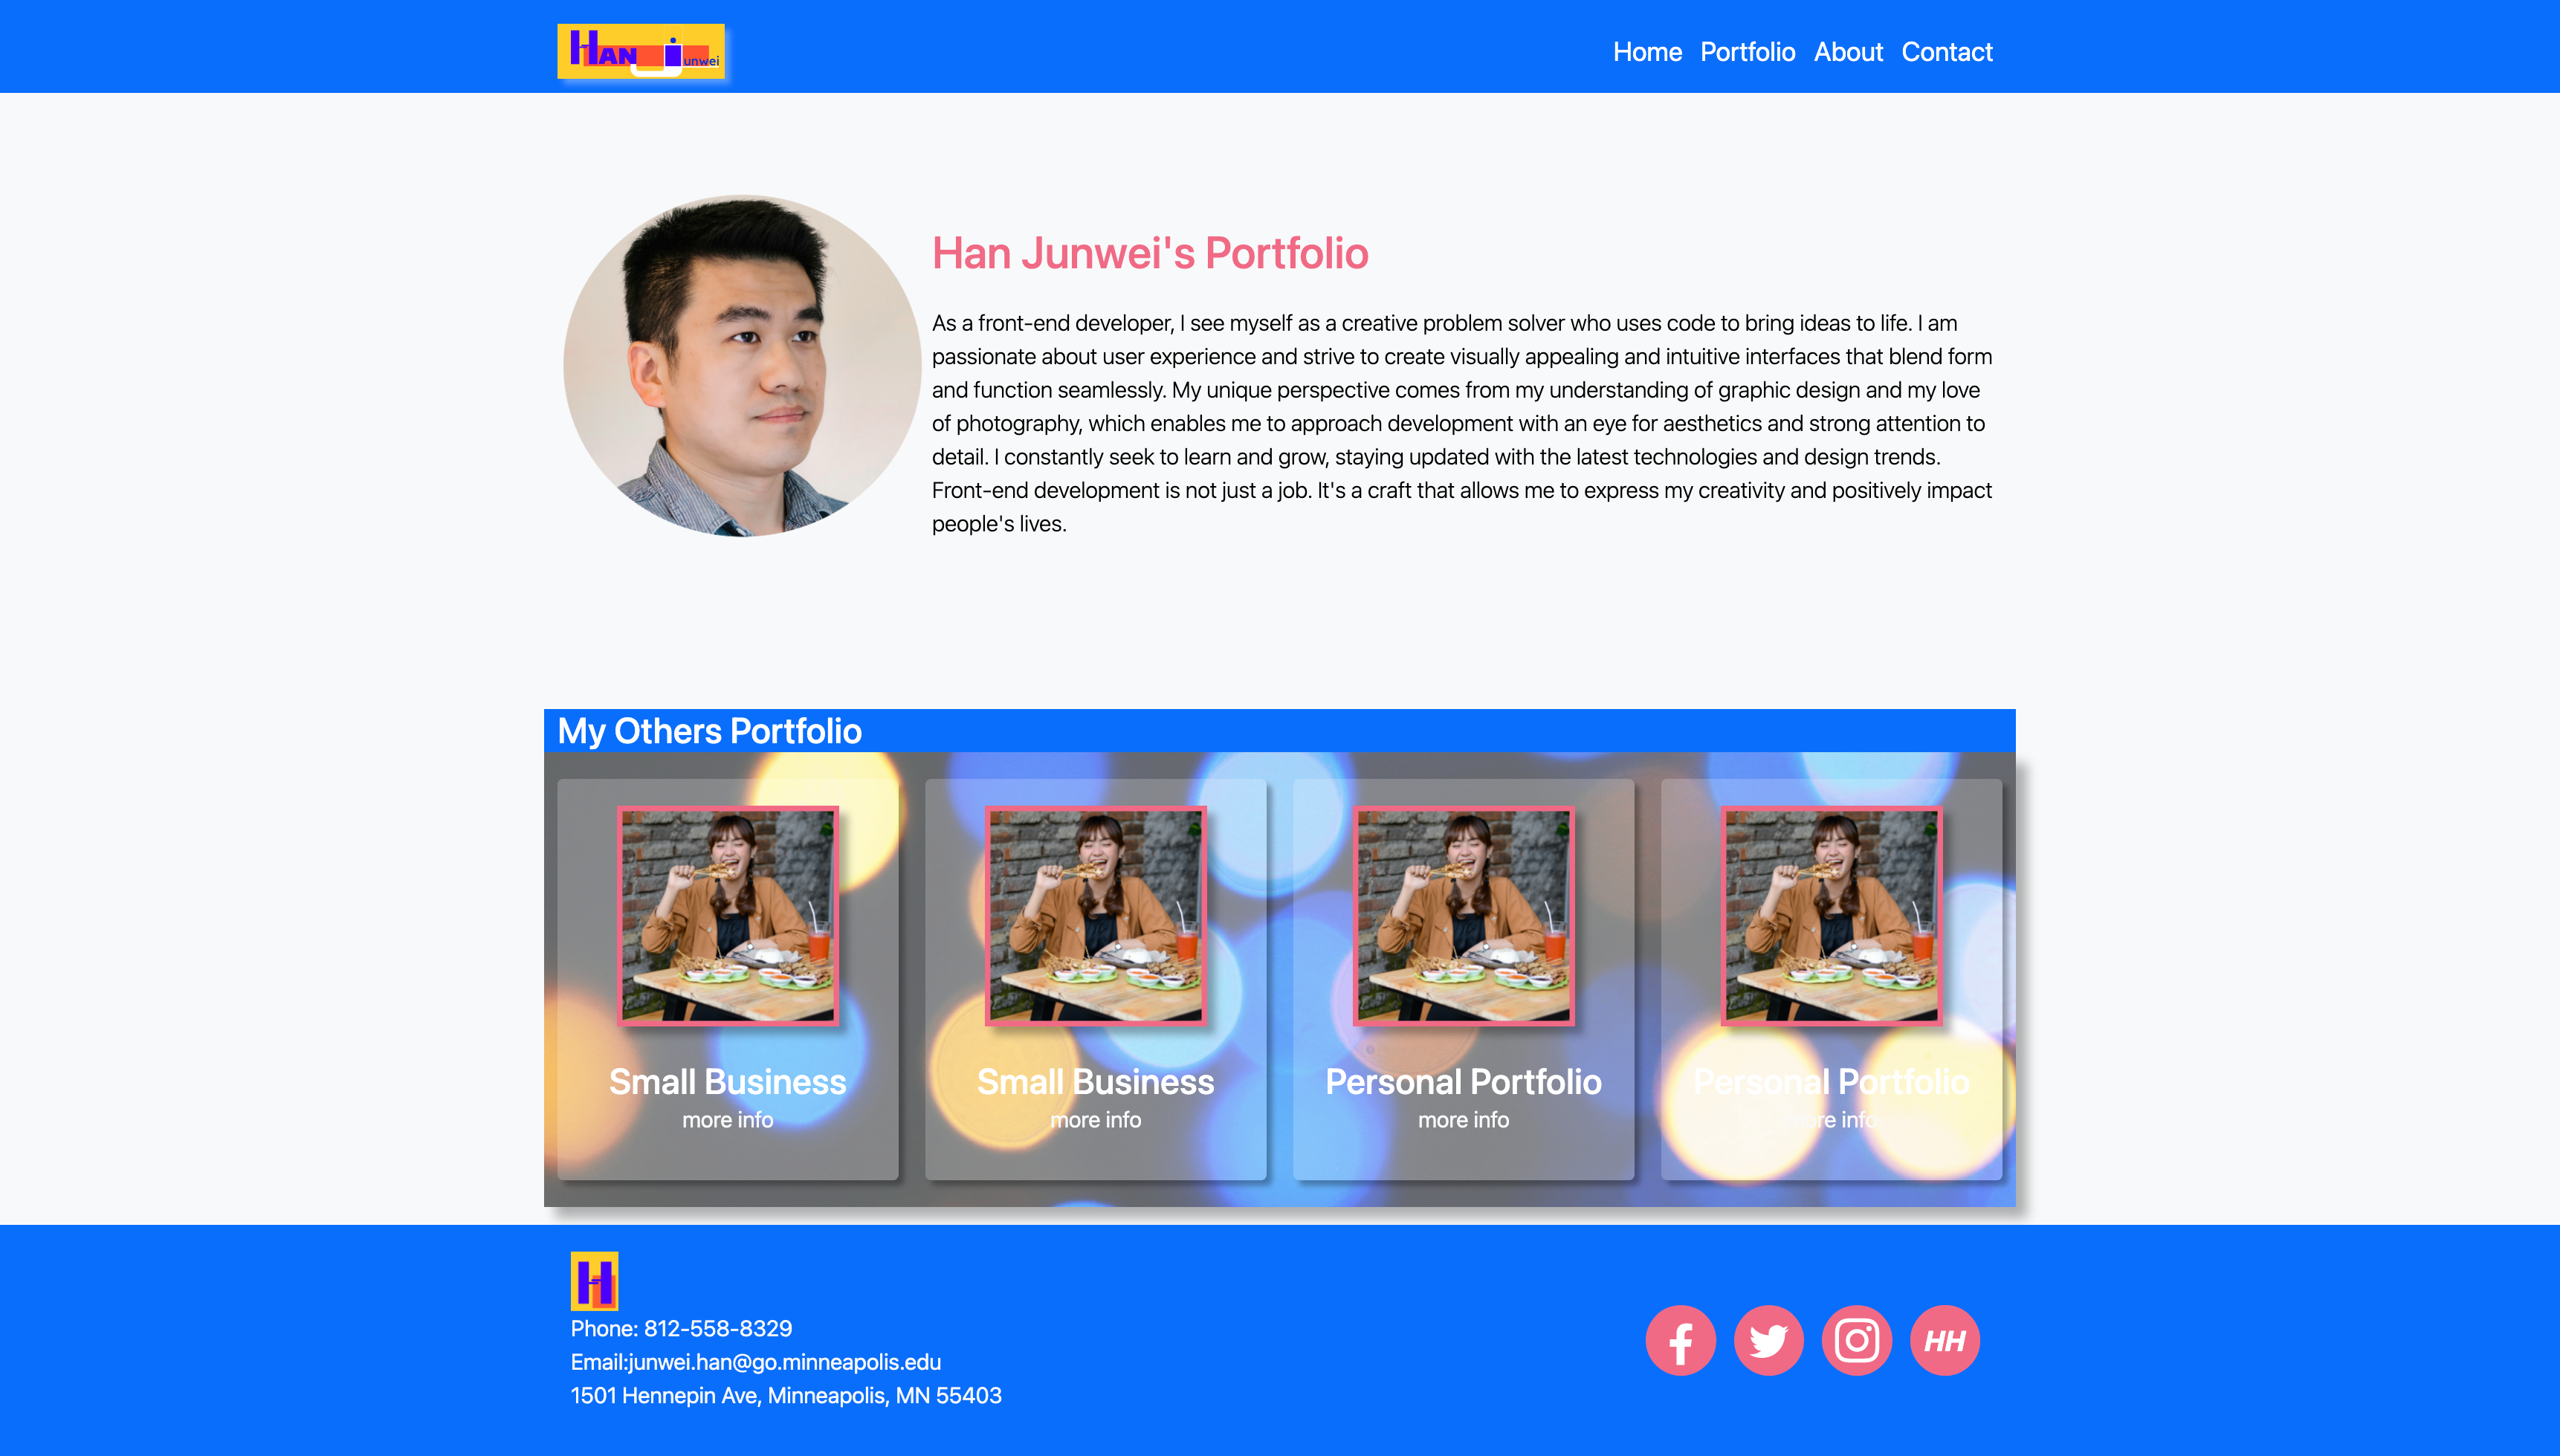 Han Junwei
Home Portfolio About Contact
Han Junwei's Portfolio
As a front-end developer, I see myself as a creative problem solver who uses code to bring ideas to life. I am
passionate about user experience and strive to create visually appealing and intuitive interfaces that blend form
and function seamlessly. My unique perspective comes from my understanding of graphic design and my love
of photography, which enables me to approach development with an eye for aesthetics and strong attention to
detail. I constantly seek to learn and grow, staying updated with the latest technologies and design trends.
Front-end development is not just a job. It's a craft that allows me to express my creativity and positively impact
people's lives.
My Others Portfolio
Small Business
more info
Small Business
more info
Personal Portfolio
more info
Personal Portfolio
more info
H
Phone: 812-558-8329
Email:junwei.han@go.minneapolis.edu
1501 Hennepin Ave, Minneapolis, MN 55403
HH